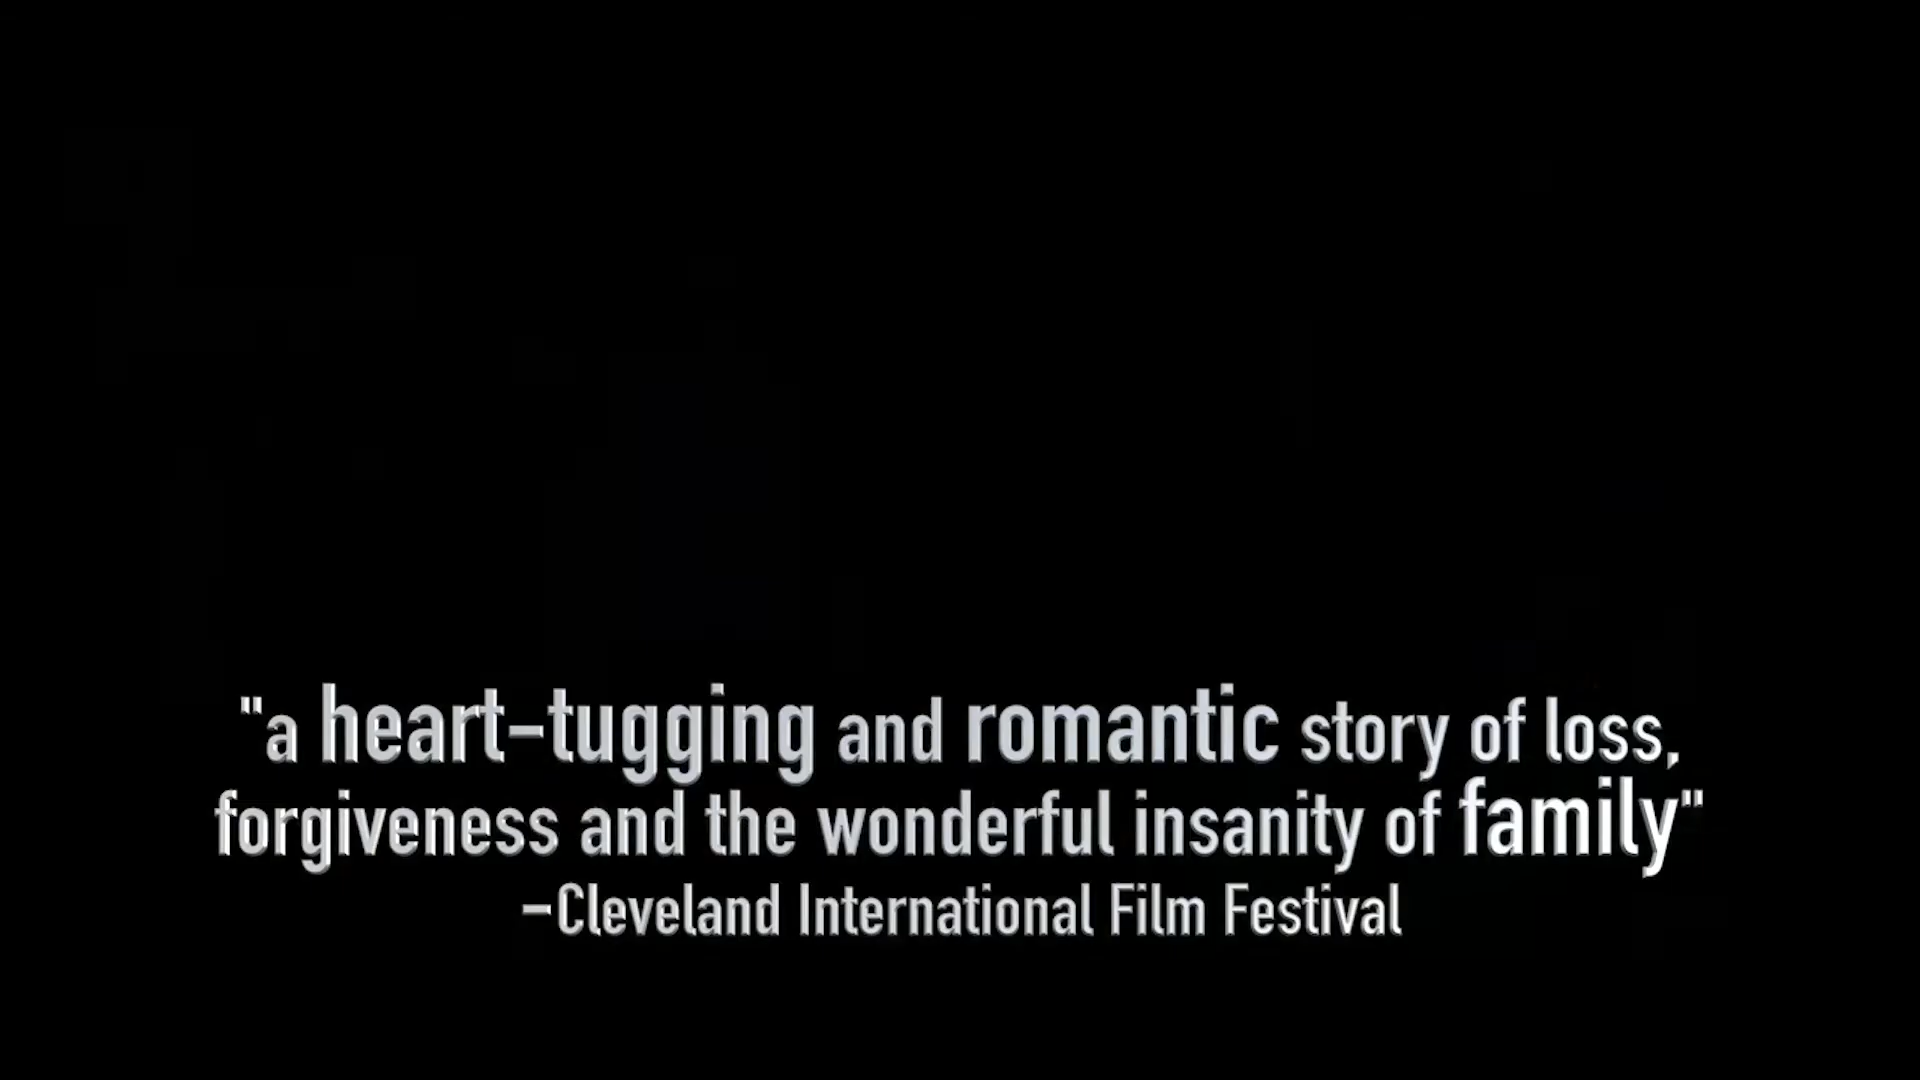 "a heart-tugging and romantic story of loss,
forgiveness and the wonderful insanity of family"
-Cleveland International Film Festival